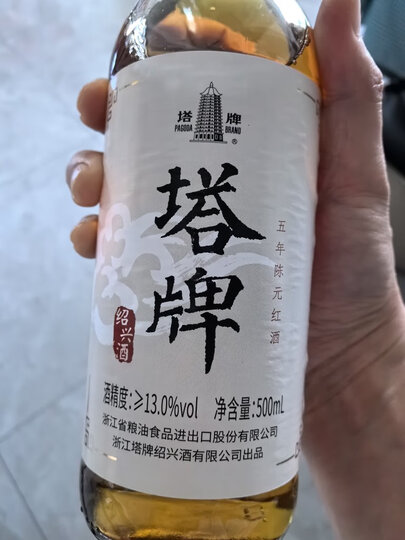 塔 牌
PAGODA BRAND
®
塔牌
五年陈元红酒
绍兴酒
酒精度:≥13.0%vol 净含量:500mL
浙江省粮油食品进出口股份有限公司
浙江塔牌绍兴酒有限公司出品